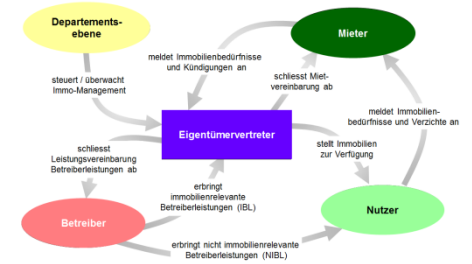 Departements-
ebene
Mieter
meldet Immobilienbedürfnisse
und Kündigungen an
steuert / überwacht
Immo-Management
schliesst Miet-
vereinbarung ab
meldet Immobilien-
bedürfnisse und Verzichte an
Eigentümervertreter
schliesst
Leistungsvereinbarung
Betreiberleistungen ab
stellt Immobilien
zur Verfügung
erbringt
immobilienrelevante
Betreiberleistungen (IBL)
Betreiber
Nutzer
erbringt nicht immobilienrelevante
Betreiberleistungen (NIBL)